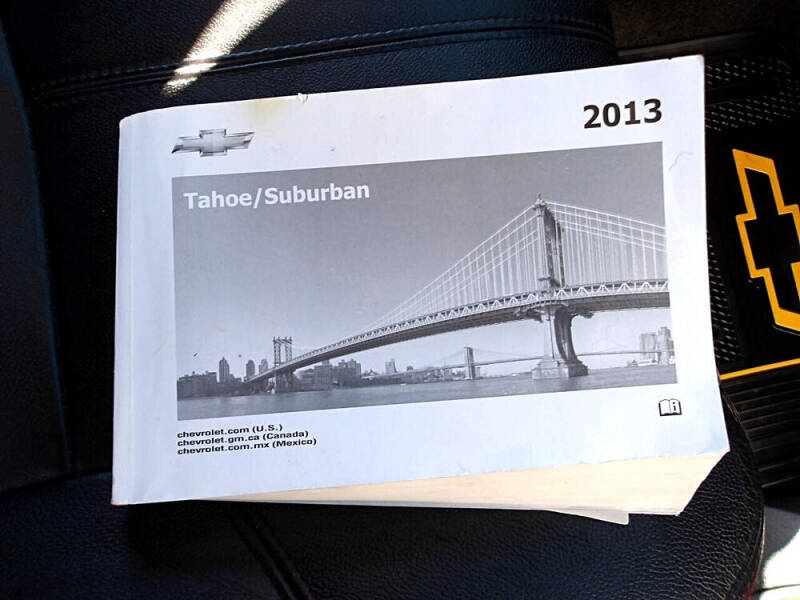 2013
Tahoe/Suburban
chevrolet.com (U.S.)
chevrolet.gm.ca (Canada)
chevrolet.com.mx (Mexico)